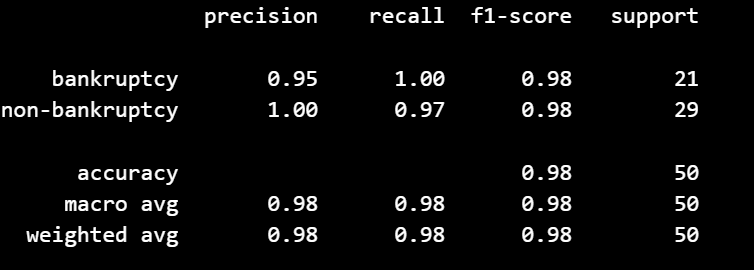 precision recall f1-score support
bankruptcy 0.95 1.00 0.98 21
non-bankruptcy 1.00 0.97 0.98 29
accuracy 0.98 50
macro avg 0.98 0.98 0.98 50
weighted avg 0.98 0.98 0.98 50